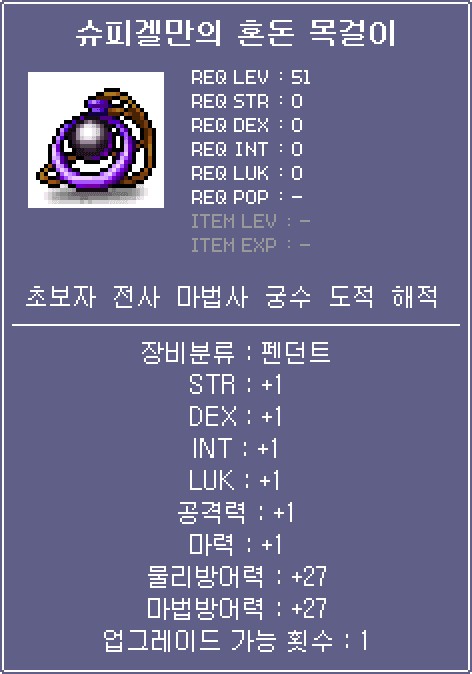 슈피겔만의 혼돈 목걸이
REQ LEV : 51
REQ STR : 0
REQ DEX : 0
REQ INT : 0
REQ LUK : 0
REQ POP : -
ITEM LEV : -
ITEM EXP : -
초보자 전사 마법사 궁수 도적 해적
장비분류 : 펜던트
STR : +1
DEX : +1
INT : +1
LUK : +1
공격력 : +1
마력 : +1
물리방어력 : +27
마법방어력 : +27
업그레이드 가능 횟수 : 1